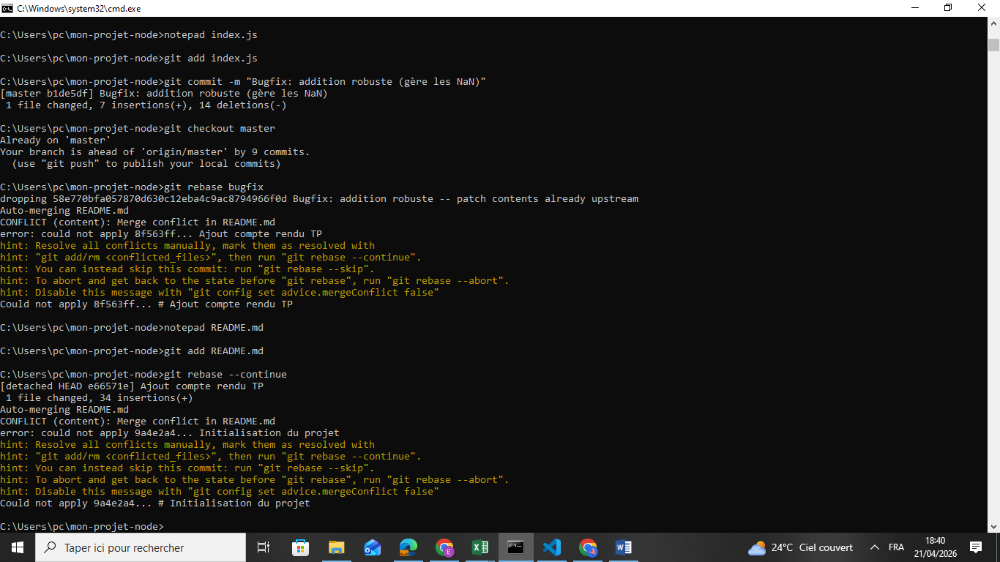 C:\Windows\system32\cmd.exe
C:\Users\pc\mon-projet-node>notepad index.js
C:\Users\pc\mon-projet-node>git add index.js
C:\Users\pc\mon-projet-node>git commit -m "Bugfix: addition robuste (gère les NaN)"
[master b1de5df] Bugfix: addition robuste (gère les NaN)
1 file changed, 7 insertions(+), 14 deletions(-)
C:\Users\pc\mon-projet-node>git checkout master
Already on 'master'
Your branch is ahead of 'origin/master' by 9 commits.
(use "git push" to publish your local commits)
C:\Users\pc\mon-projet-node>git rebase bugfix
dropping 58e770bfa057870d630c12eba4c9ac8794966f0d Bugfix: addition robuste -- patch contents already upstream
Auto-merging README.md
CONFLICT (content): Merge conflict in README.md
error: could not apply 8f563ff... Ajout compte rendu TP
hint: Resolve all conflicts manually, mark them as resolved with
hint: "git add/rm <conflicted_files>", then run "git rebase --continue".
hint: You can instead skip this commit: run "git rebase --skip".
hint: To abort and get back to the state before "git rebase", run "git rebase --abort".
hint: Disable this message with "git config set advice.mergeConflict false"
Could not apply 8f563ff... # Ajout compte rendu TP
C:\Users\pc\mon-projet-node>notepad README.md
C:\Users\pc\mon-projet-node>git add README.md
C:\Users\pc\mon-projet-node>git rebase --continue
[detached HEAD e66571e] Ajout compte rendu TP
1 file changed, 34 insertions(+)
Auto-merging README.md
CONFLICT (content): Merge conflict in README.md
error: could not apply 9a4e2a4... Initialisation du projet
hint: Resolve all conflicts manually, mark them as resolved with
hint: "git add/rm <conflicted_files>", then run "git rebase --continue".
hint: You can instead skip this commit: run "git rebase --skip".
hint: To abort and get back to the state before "git rebase", run "git rebase --abort".
hint: Disable this message with "git config set advice.mergeConflict false"
Could not apply 9a4e2a4... # Initialisation du projet
C:\Users\pc\mon-projet-node>
Taper ici pour rechercher
24°C Ciel couvert
FRA
18:40
21/04/2026